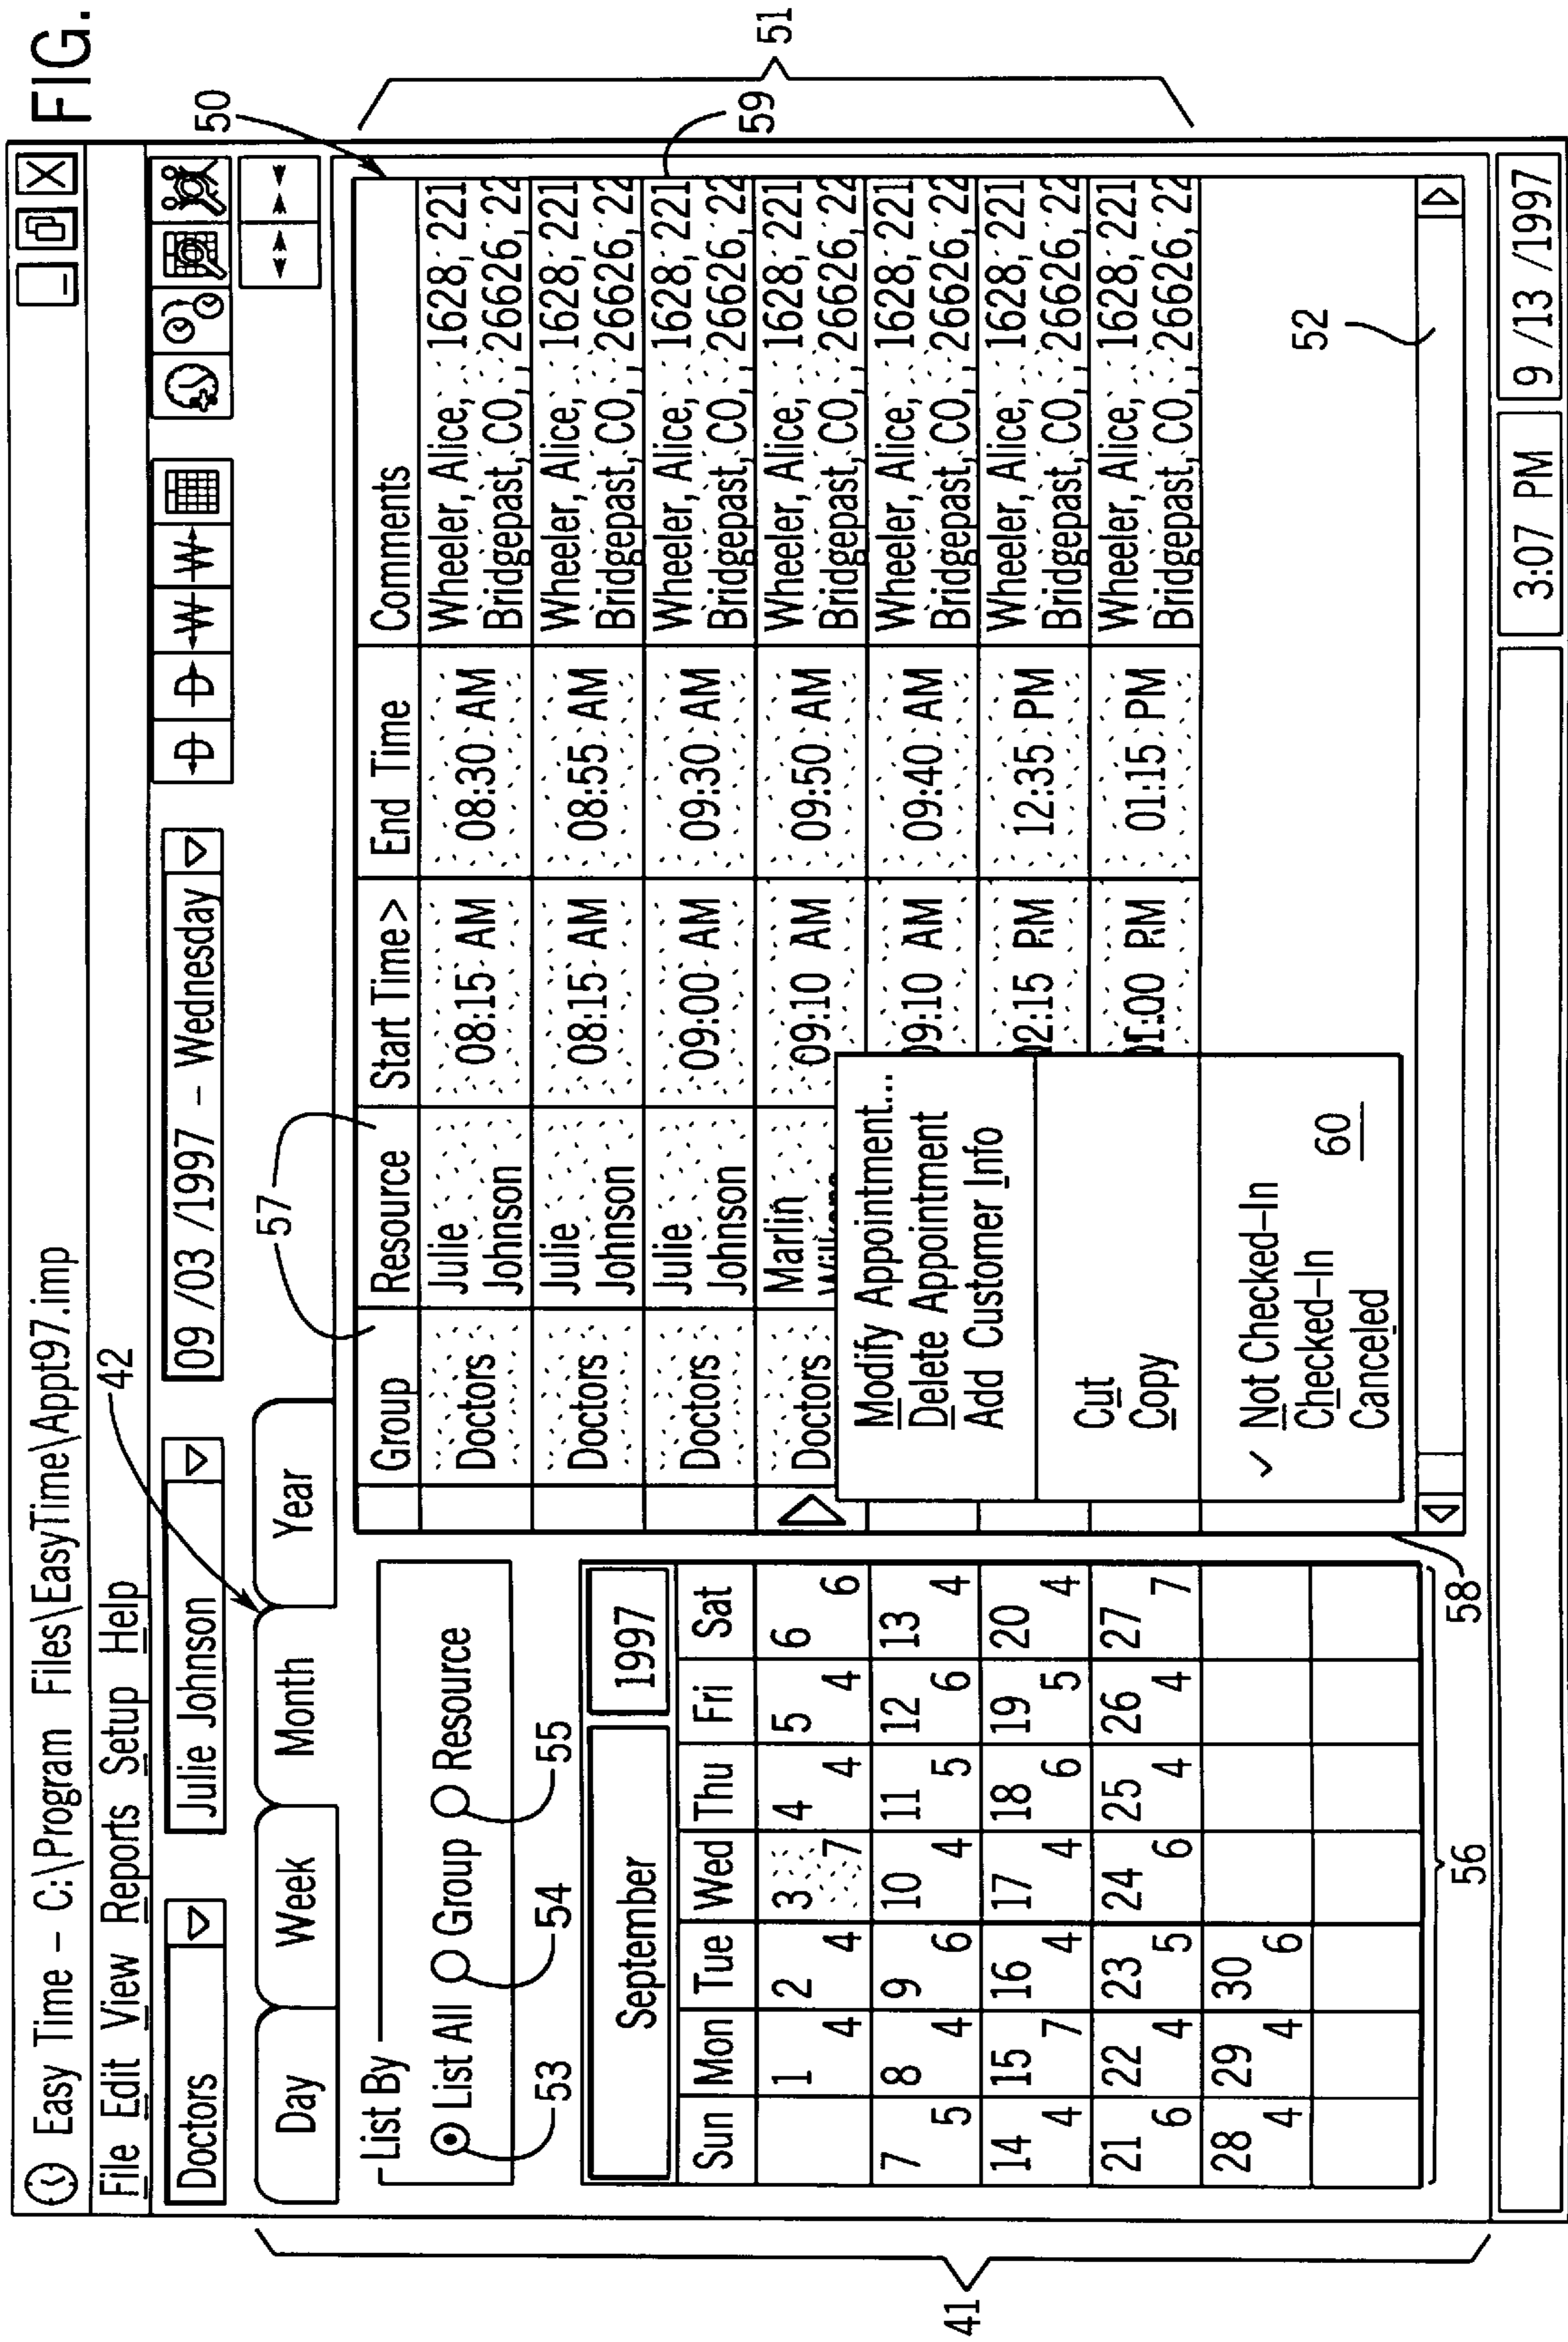 FIG.
Easy Time – C:\Program Files\EasyTime\Appt97.imp
File Edit View Reports Setup Help
42
50
Doctors
Julie Johnson
09 /03 /1997 – Wednesday
D D W W
Day Week Month Year
57
List By
List All Group Resource
53 54 55
September 1997
Sun Mon Tue Wed Thu Fri Sat
1 2 3 4 5 6
4 4 7 4 4 6
7 8 9 10 11 12 13
5 4 6 4 5 6 4
14 15 16 17 18 19 20
4 7 4 4 6 5 4
21 22 23 24 25 26 27
6 4 5 6 4 4 7
28 29 30
4 4 6
56
58
41
Group Resource Start Time > End Time Comments
Doctors Julie Johnson 08:15 AM 08:30 AM Wheeler, Alice, 1628, 221
Bridgepast, CO, 26626, 22
Doctors Julie Johnson 08:15 AM 08:55 AM Wheeler, Alice, 1628, 221
Bridgepast, CO, 26626, 22
Doctors Julie Johnson 09:00 AM 09:30 AM Wheeler, Alice, 1628, 221
Bridgepast, CO, 26626, 22
Doctors Marlin 09:10 AM 09:50 AM Wheeler, Alice, 1628, 221
Bridgepast, CO, 26626, 22
09:10 AM 09:40 AM Wheeler, Alice, 1628, 221
Bridgepast, CO, 26626, 22
2:15 PM 12:35 PM Wheeler, Alice, 1628, 221
Bridgepast, CO, 26626, 22
01:00 PM 01:15 PM Wheeler, Alice, 1628, 221
Bridgepast, CO, 26626, 22
51
59
52
Modify Appointment...
Delete Appointment
Add Customer Info
Cut
Copy
✓ Not Checked–In
Checked–In 60
Canceled
3:07 PM 9 /13 /1997